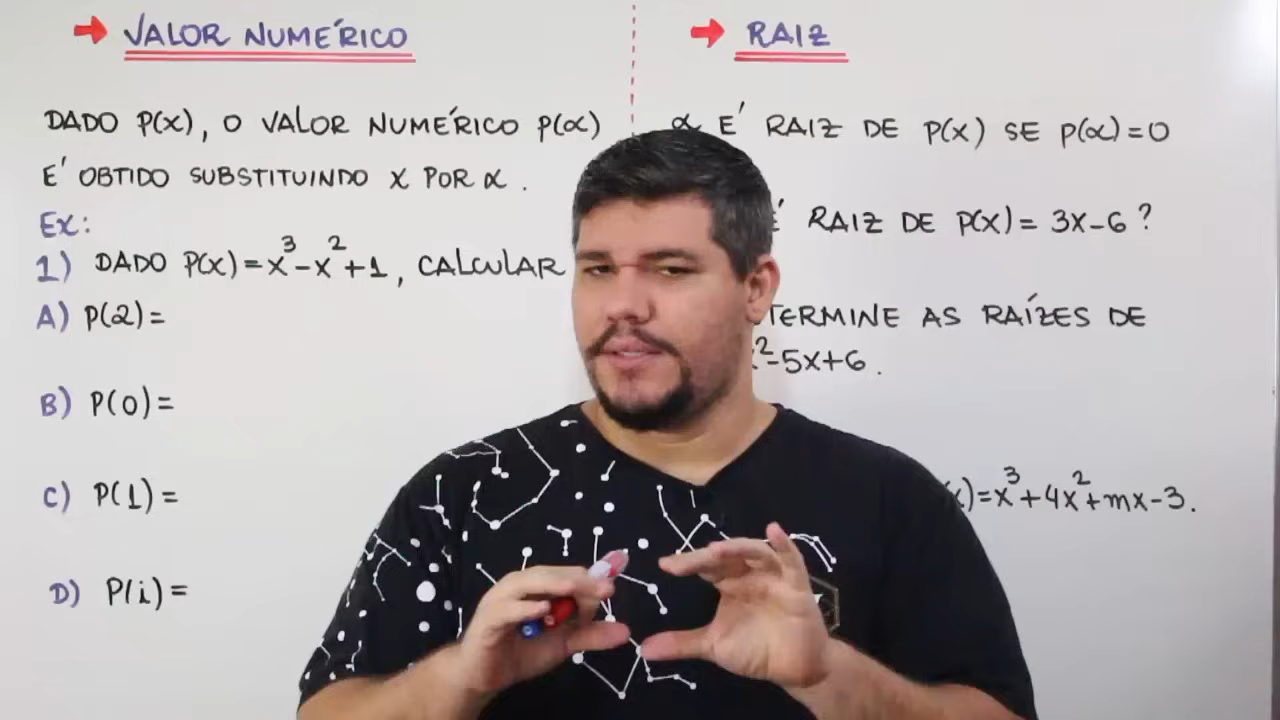 VALOR NUMÉRICO
DADO P(x), O VALOR NUMÉRICO P(α)
É OBTIDO SUBSTITUINDO X POR α.
Ex:
1) DADO P(x)=x³-x²+1, CALCULAR
A) P(2)=
B) P(0)=
C) P(1)=
D) P(i)=
RAIZ
α É RAIZ DE P(x) SE P(α)=0
É RAIZ DE P(x)= 3x-6?
TERMINE AS RAÍZES DE
x²-5x+6.
x)=x³+4x²+mx-3.